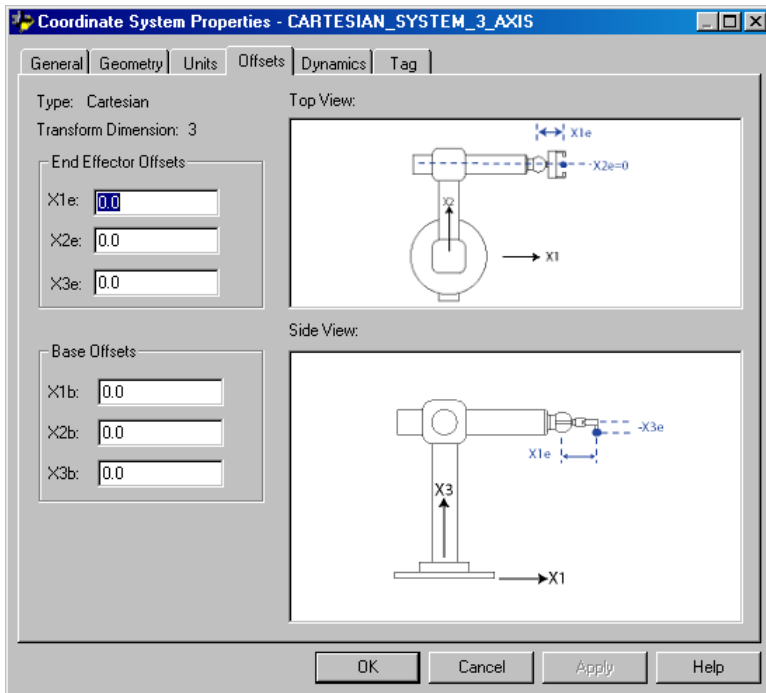 Coordinate System Properties - CARTESIAN_SYSTEM_3_AXIS
General Geometry Units Offsets Dynamics Tag
Type: Cartesian
Transform Dimension: 3
End Effector Offsets
X1e: 0.0
X2e: 0.0
X3e: 0.0
Base Offsets
X1b: 0.0
X2b: 0.0
X3b: 0.0
Top View:
X1e
X2e=0
X2
X1
Side View:
-X3e
X1e
X3
X1
OK Cancel Apply Help